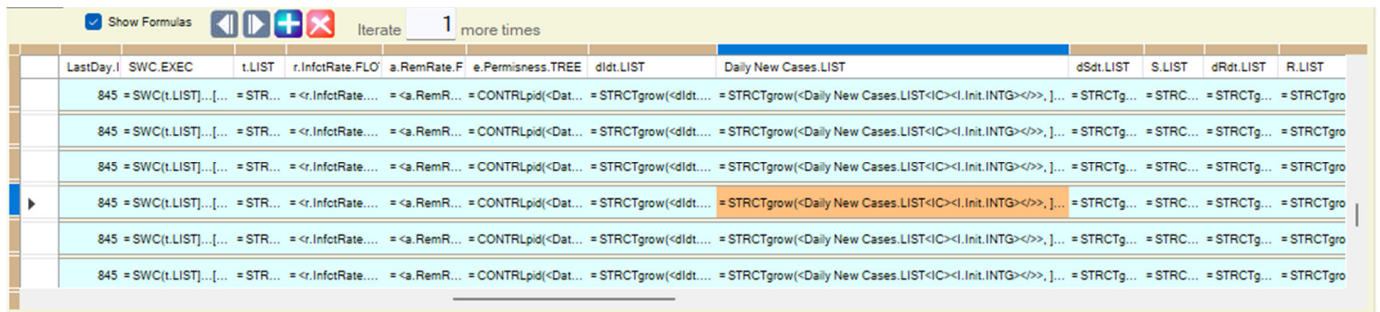 Show Formulas Iterate 1 more times
LastDay.I SWC.EXEC t.LIST r.InfctRate.FLO a.RemRate.F e.Permisness.TREE dIdt.LIST Daily New Cases.LIST dSdt.LIST S.LIST dRdt.LIST R.LIST
845 = SWC(t.LIST]...[... = STR... = <r.InfctRate.... = <a.RemR... = CONTRLpid(<Dat... = STRCTgrow(<dIdt.... = STRCTgrow(<Daily New Cases.LIST<IC><I.Init.INTG></>>, ]... = STRCTg... = STRC... = STRCTg... = STRCTgro
845 = SWC(t.LIST]...[... = STR... = <r.InfctRate.... = <a.RemR... = CONTRLpid(<Dat... = STRCTgrow(<dIdt.... = STRCTgrow(<Daily New Cases.LIST<IC><I.Init.INTG></>>, ]... = STRCTg... = STRC... = STRCTg... = STRCTgro
845 = SWC(t.LIST]...[... = STR... = <r.InfctRate.... = <a.RemR... = CONTRLpid(<Dat... = STRCTgrow(<dIdt.... = STRCTgrow(<Daily New Cases.LIST<IC><I.Init.INTG></>>, ]... = STRCTg... = STRC... = STRCTg... = STRCTgro
845 = SWC(t.LIST]...[... = STR... = <r.InfctRate.... = <a.RemR... = CONTRLpid(<Dat... = STRCTgrow(<dIdt.... = STRCTgrow(<Daily New Cases.LIST<IC><I.Init.INTG></>>, ]... = STRCTg... = STRC... = STRCTg... = STRCTgro
845 = SWC(t.LIST]...[... = STR... = <r.InfctRate.... = <a.RemR... = CONTRLpid(<Dat... = STRCTgrow(<dIdt.... = STRCTgrow(<Daily New Cases.LIST<IC><I.Init.INTG></>>, ]... = STRCTg... = STRC... = STRCTg... = STRCTgro
845 = SWC(t.LIST]...[... = STR... = <r.InfctRate.... = <a.RemR... = CONTRLpid(<Dat... = STRCTgrow(<dIdt.... = STRCTgrow(<Daily New Cases.LIST<IC><I.Init.INTG></>>, ]... = STRCTg... = STRC... = STRCTg... = STRCTgro